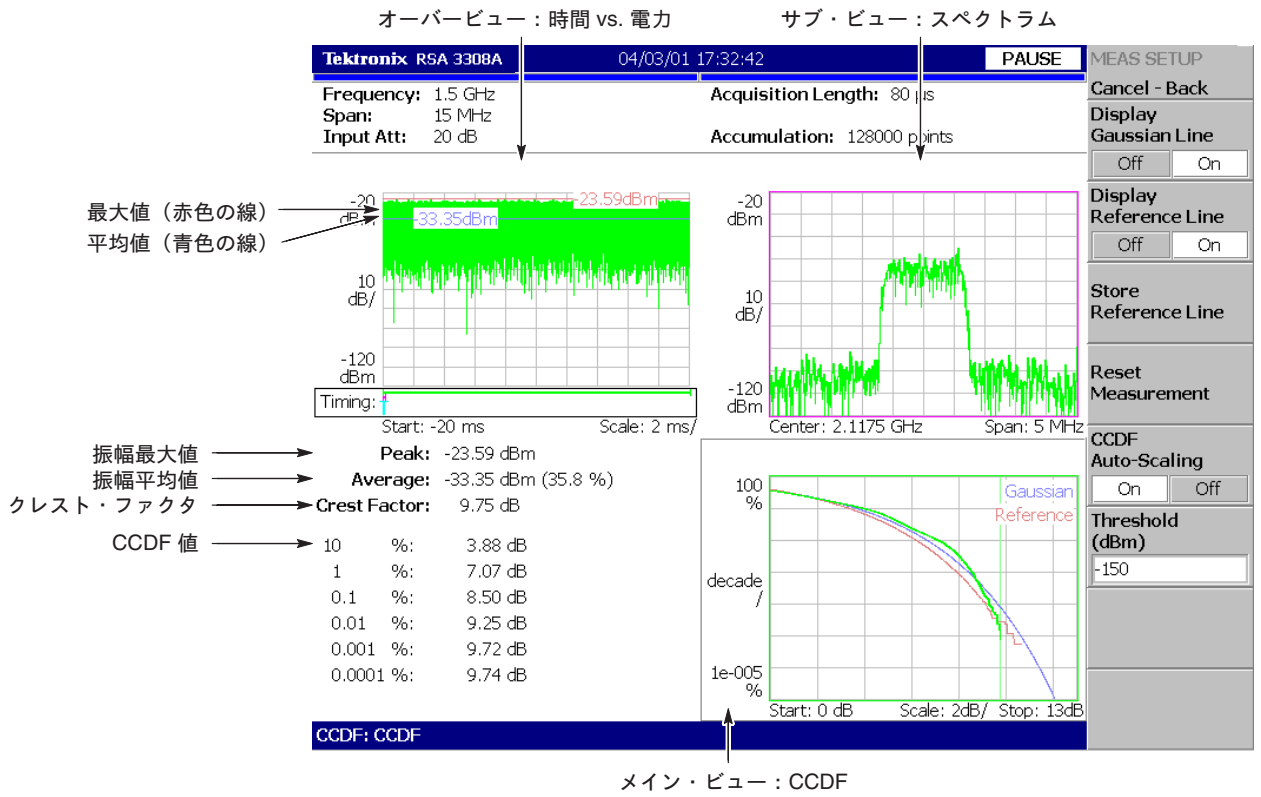 オーバービュー：時間 vs. 電力
サブ・ビュー：スペクトラム
Tektronix RSA 3308A
04/03/01 17:32:42
PAUSE
Frequency: 1.5 GHz
Span: 15 MHz
Input Att: 20 dB
Acquisition Length: 80 µs
Accumulation: 128000 points
最大値（赤色の線）
平均値（青色の線）
-20
dBm
-23.59dBm
-33.35dBm
10
dB/
-120
dBm
Timing:
Start: -20 ms
Scale: 2 ms/
-20
dBm
10
dB/
-120
dBm
Center: 2.1175 GHz
Span: 5 MHz
振幅最大値
Peak: -23.59 dBm
振幅平均値
Average: -33.35 dBm (35.8 %)
クレスト・ファクタ
Crest Factor: 9.75 dB
CCDF 値
10 %: 3.88 dB
1 %: 7.07 dB
0.1 %: 8.50 dB
0.01 %: 9.25 dB
0.001 %: 9.72 dB
0.0001 %: 9.74 dB
100
%
Gaussian
Reference
decade
/
1e-005
%
Start: 0 dB
Scale: 2dB/
Stop: 13dB
CCDF: CCDF
メイン・ビュー：CCDF
MEAS SETUP
Cancel - Back
Display
Gaussian Line
Off On
Display
Reference Line
Off On
Store
Reference Line
Reset
Measurement
CCDF
Auto-Scaling
On Off
Threshold
(dBm)
-150